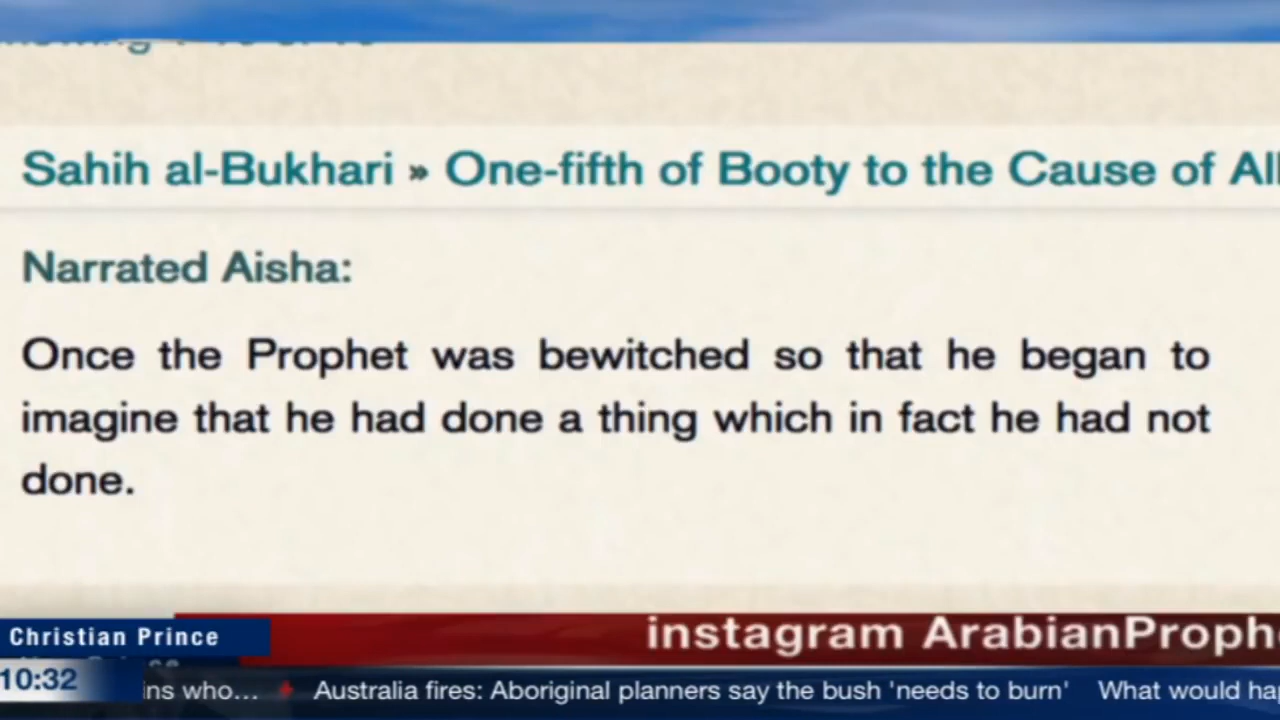 Sahih al-Bukhari » One-fifth of Booty to the Cause of
Narrated Aisha:
Once the Prophet was bewitched so that he began to
imagine that he had done a thing which in fact he had not
done.
Christian Prince
instagram ArabianProph
10:32
who... Australia fires: Aboriginal planners say the bush 'needs to burn' What would